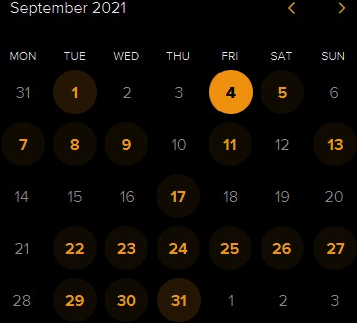 September 2021
MON TUE WED THU FRI SAT SUN
31 1 2 3 4 5 6
7 8 9 10 11 12 13
14 15 16 17 18 19 20
21 22 23 24 25 26 27
28 29 30 31 1 2 3